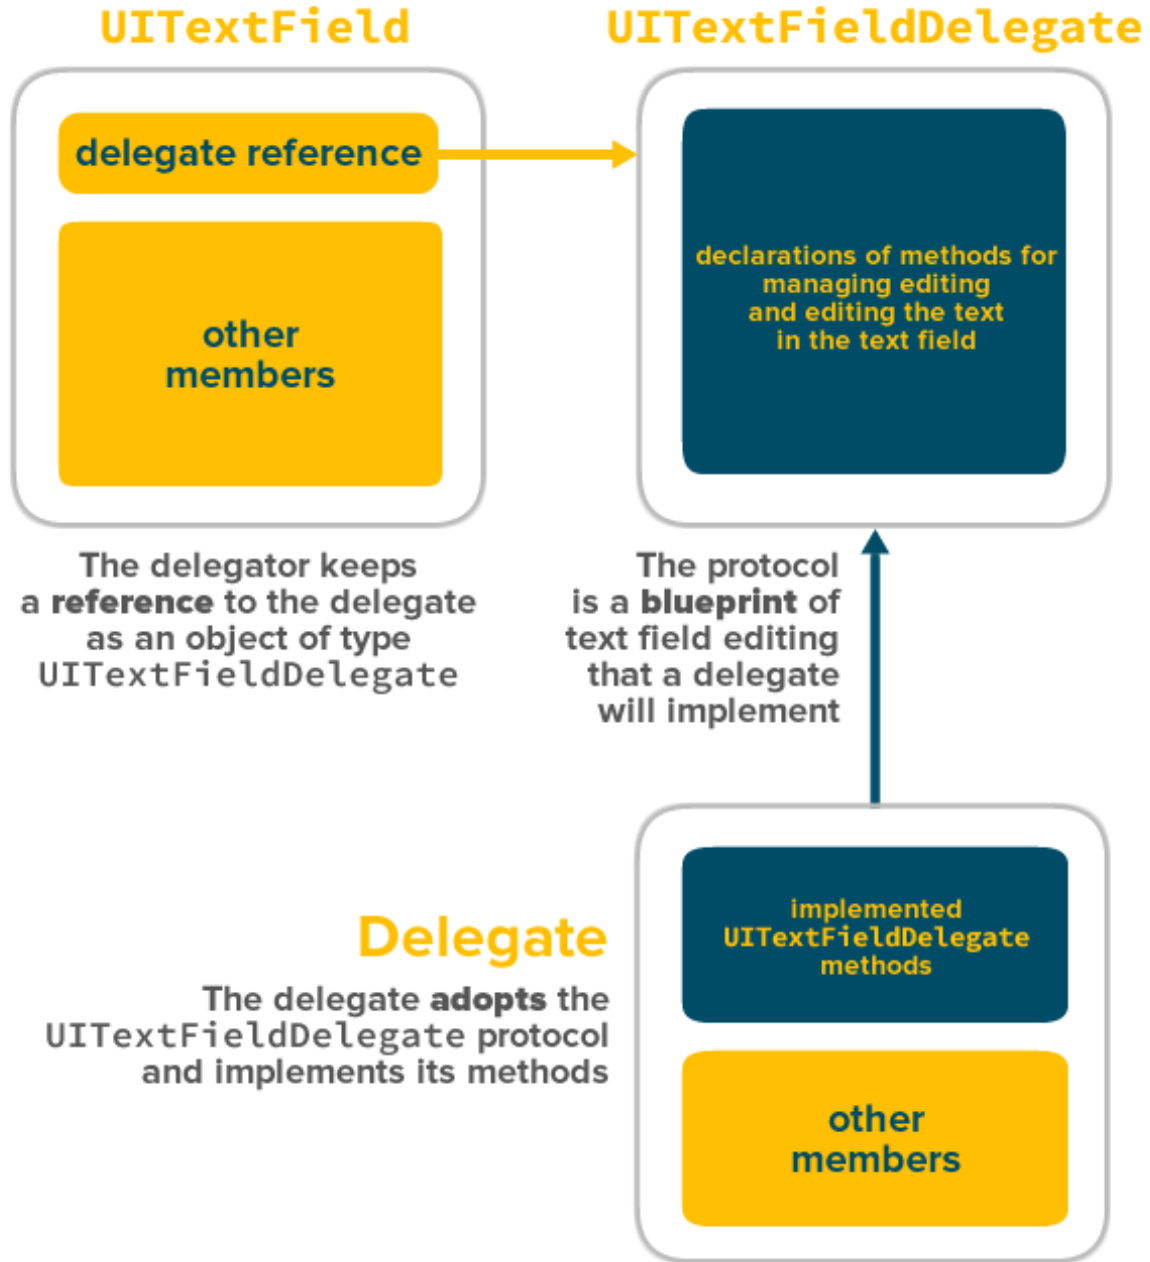 UITextField
UITextFieldDelegate
delegate reference
other
members
declarations of methods for
managing editing
and editing the text
in the text field
The delegator keeps
a reference to the delegate
as an object of type
UITextFieldDelegate
The protocol
is a blueprint of
text field editing
that a delegate
will implement
Delegate
The delegate adopts the
UITextFieldDelegate protocol
and implements its methods
implemented
UITextFieldDelegate
methods
other
members